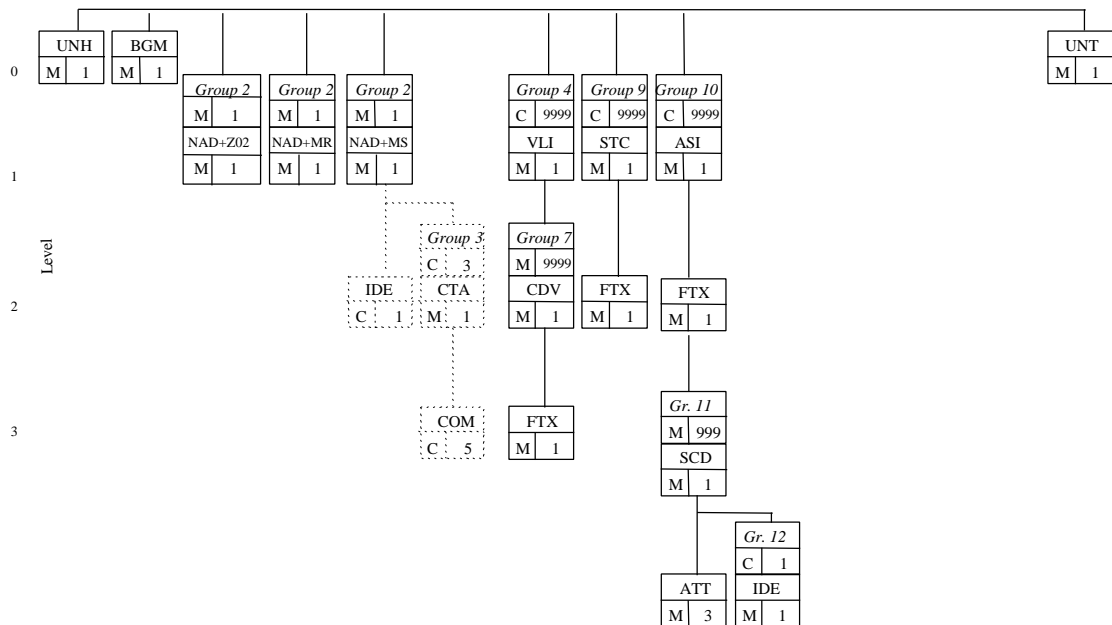 UNH BGM UNT
M 1 M 1 M 1
0
Group 2 Group 2 Group 2 Group 4 Group 9 Group 10
M 1 M 1 M 1 C 9999 C 9999 C 9999
NAD+Z02 NAD+MR NAD+MS VLI STC ASI
M 1 M 1 M 1 M 1 M 1 M 1
1
Level
Group 3 Group 7
C 3 M 9999
IDE CTA CDV FTX FTX
C 1 M 1 M 1 M 1 M 1
2
Gr. 11
COM FTX M 999
3
C 5 M 1 SCD
M 1
Gr. 12
C 1
ATT IDE
M 3 M 1